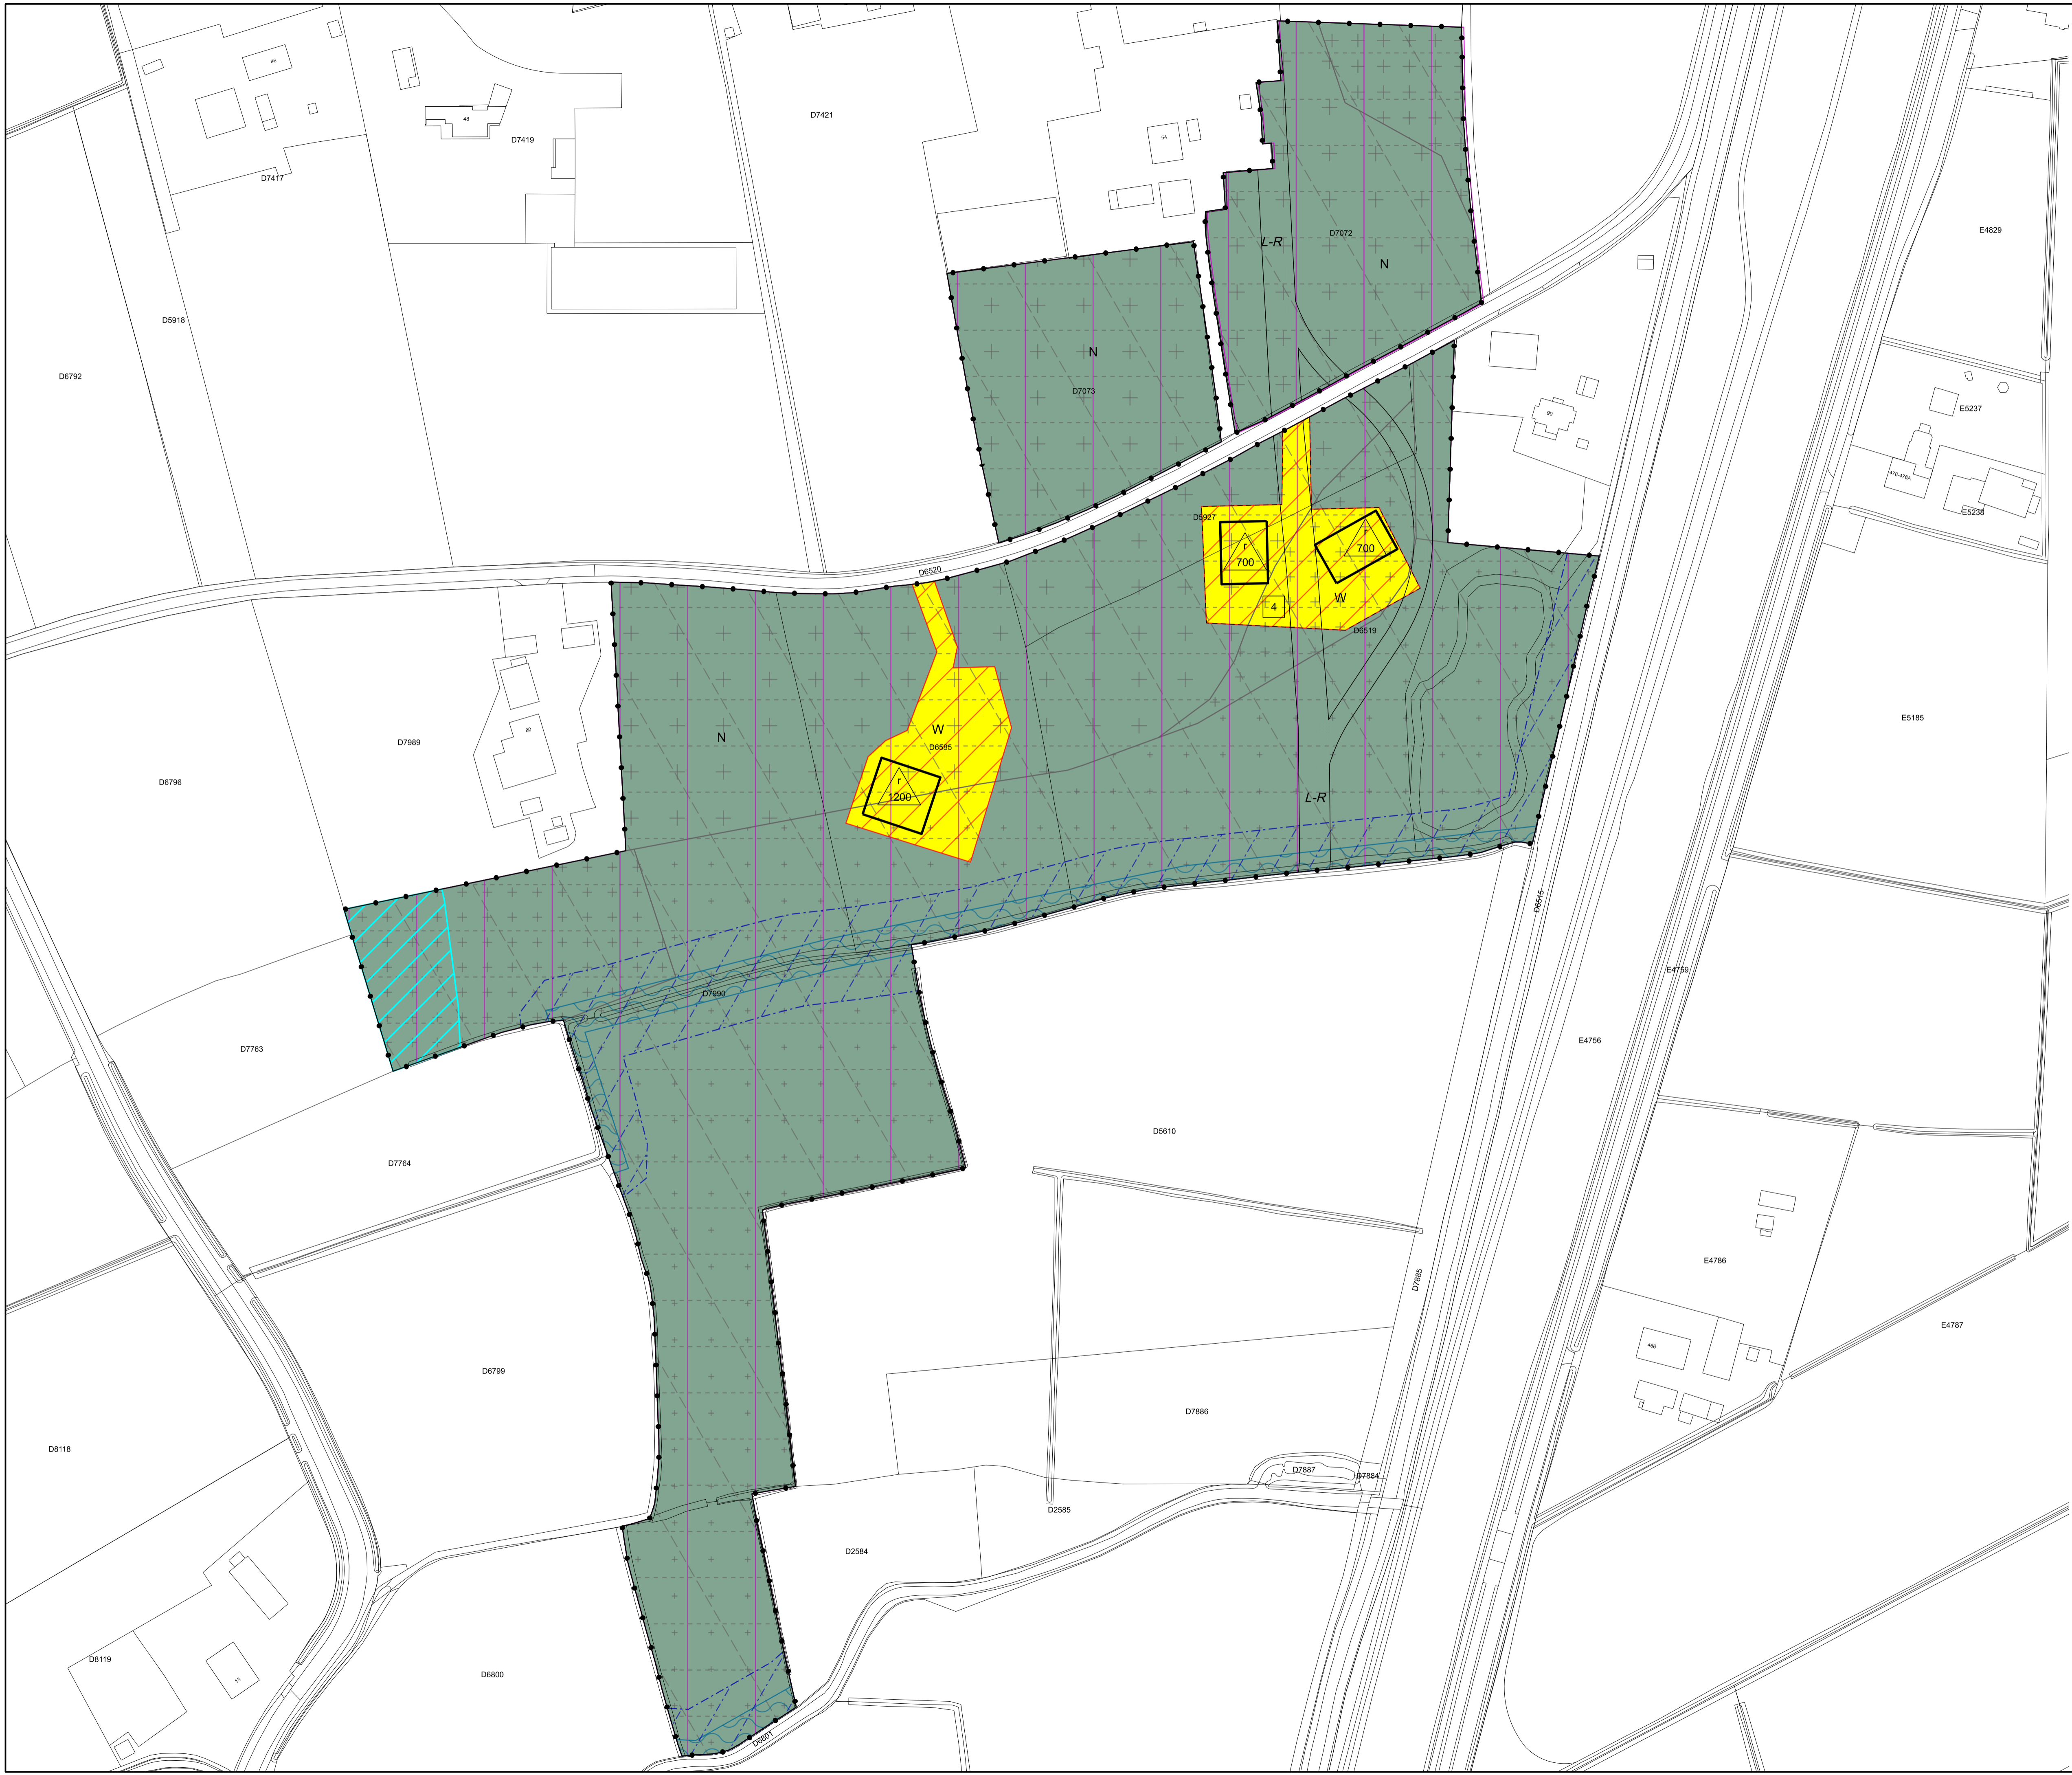 46
48
D7419
D7417
D7421
54
D5918
D6792
L-R
D7072
N
N
D7073
E4829
E5237
90
476-476A
E5238
D6520
D5927
r
700
r
700
4
W
D6519
E5185
D7989
D6796
80
N
W
D6585
r
1200
L-R
D6515
E4759
D7990
D7763
E4756
D7764
D5610
E4786
D7885
E4787
486
D6799
D8118
D7886
D7887
D7884
D2585
D2584
D8119
13
D6800
D6801